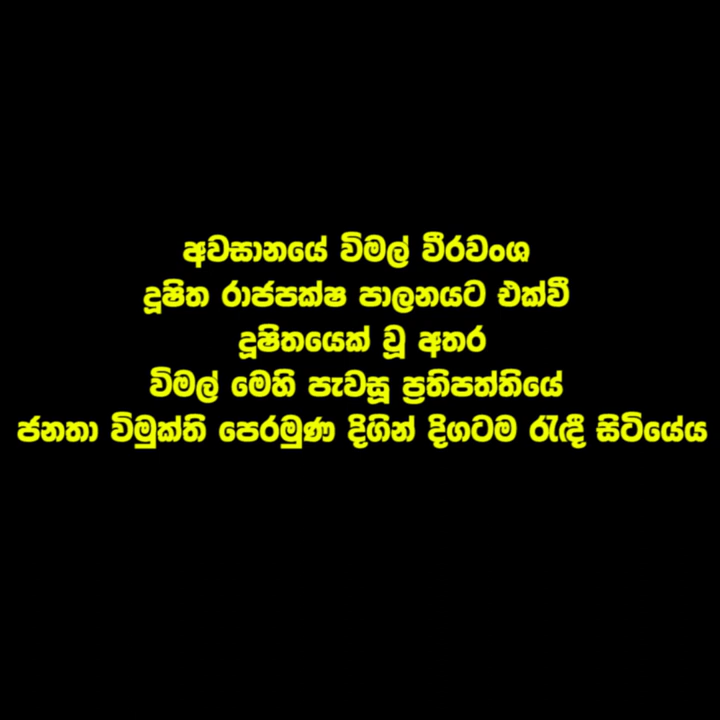 අවසානයේ විමල් වීරවංශ
දූෂිත රාජපක්ෂ පාලනයට එක්වී
දූෂිතයෙක් වූ අතර
විමල් මෙහි පැවසූ ප්‍රතිපත්තියේ
ජනතා විමුක්ති පෙරමුණ දිගින් දිගටම රැඳී සිටියේය